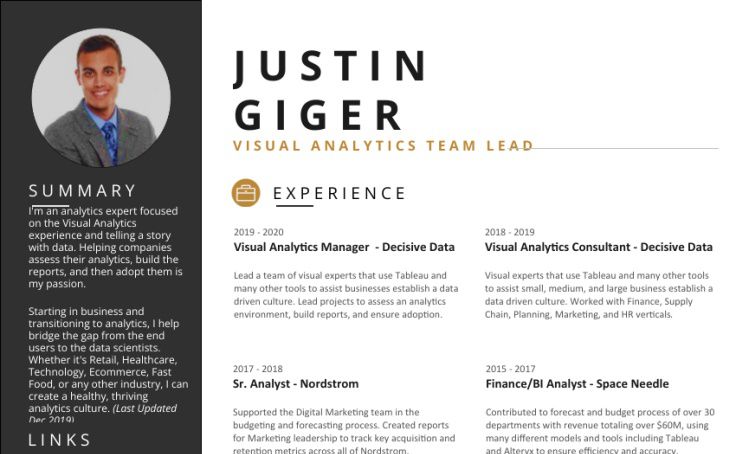 JUSTIN
GIGER
VISUAL ANALYTICS TEAM LEAD
SUMMARY
I'm an analytics expert focused
on the Visual Analytics
experience and telling a story
with data. Helping companies
assess their analytics, build the
reports, and then adopt them is
my passion.
Starting in business and
transitioning to analytics, I help
bridge the gap from the end
users to the data scientists.
Whether it's Retail, Healthcare,
Technology, Ecommerce, Fast
Food, or any other industry, I can
create a healthy, thriving
analytics culture. (Last Updated
Dec 2019)
LINKS
EXPERIENCE
2019 - 2020
Visual Analytics Manager - Decisive Data
Lead a team of visual experts that use Tableau and
many other tools to assist businesses establish a data
driven culture. Lead projects to assess an analytics
environment, build reports, and ensure adoption.
2018 - 2019
Visual Analytics Consultant - Decisive Data
Visual experts that use Tableau and many other tools
to assist small, medium, and large business establish a
data driven culture. Worked with Finance, Supply
Chain, Planning, Marketing, and HR verticals.
2017 - 2018
Sr. Analyst - Nordstrom
Supported the Digital Marketing team in the
budgeting and forecasting process. Created reports
for Marketing leadership to track key acquisition and
retention metrics across all of Nordstrom.
2015 - 2017
Finance/BI Analyst - Space Needle
Contributed to forecast and budget process of over 30
departments with revenue totaling over $60M, using
many different models and tools including Tableau
and Alteryx to ensure efficiency and accuracy.